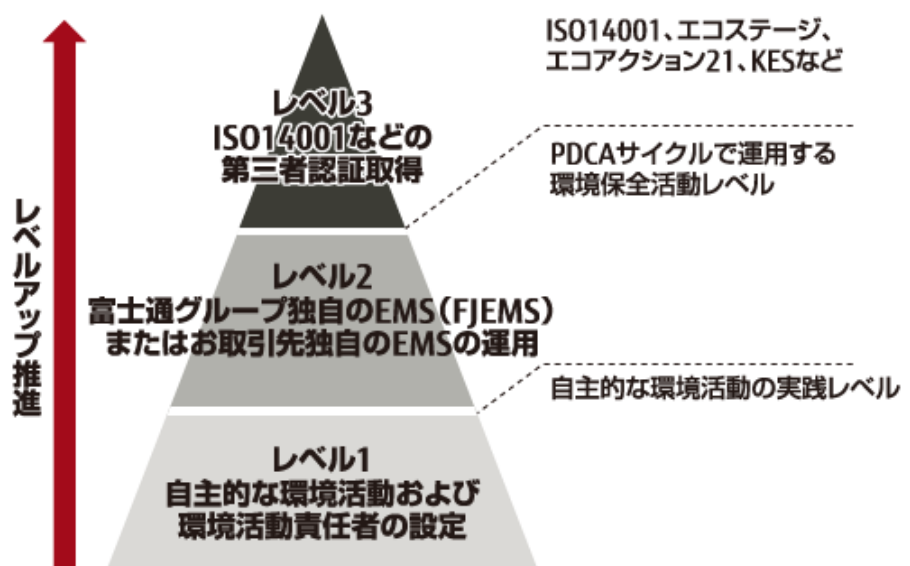 ISO14001、エコステージ、
エコアクション21、KESなど
レベル3
ISO14001などの
第三者認証取得
PDCAサイクルで運用する
環境保全活動レベル
レベルアップ推進
レベル2
富士通グループ独自のEMS(FJEMS)
またはお取引先独自のEMSの運用
自主的な環境活動の実践レベル
レベル1
自主的な環境活動および
環境活動責任者の設定